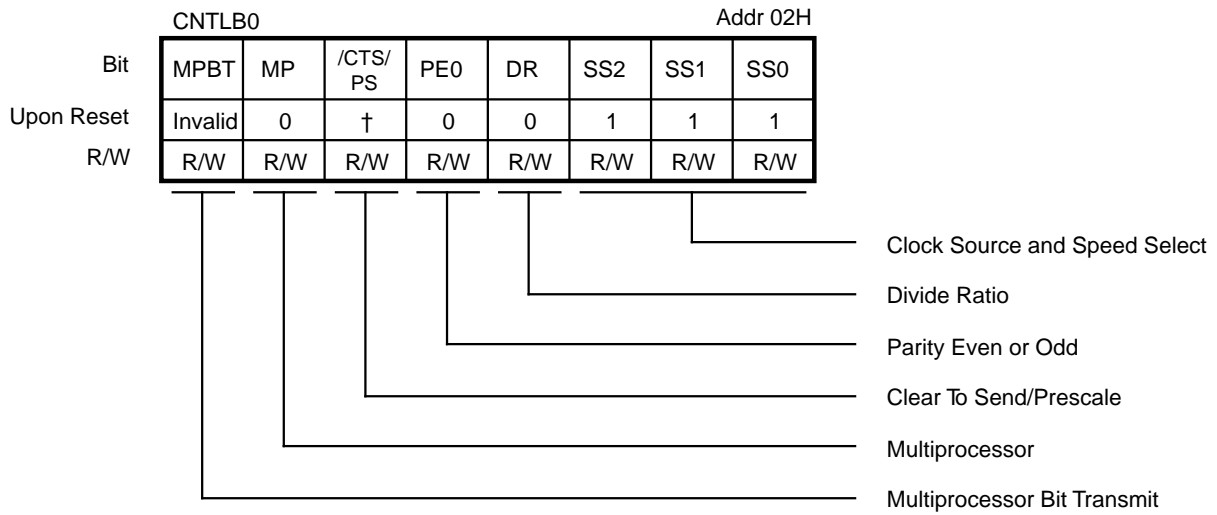 CNTLB0 Addr 02H
Bit MPBT MP /CTS/PS PE0 DR SS2 SS1 SS0
Upon Reset Invalid 0 † 0 0 1 1 1
R/W R/W R/W R/W R/W R/W R/W R/W R/W
Clock Source and Speed Select
Divide Ratio
Parity Even or Odd
Clear To Send/Prescale
Multiprocessor
Multiprocessor Bit Transmit